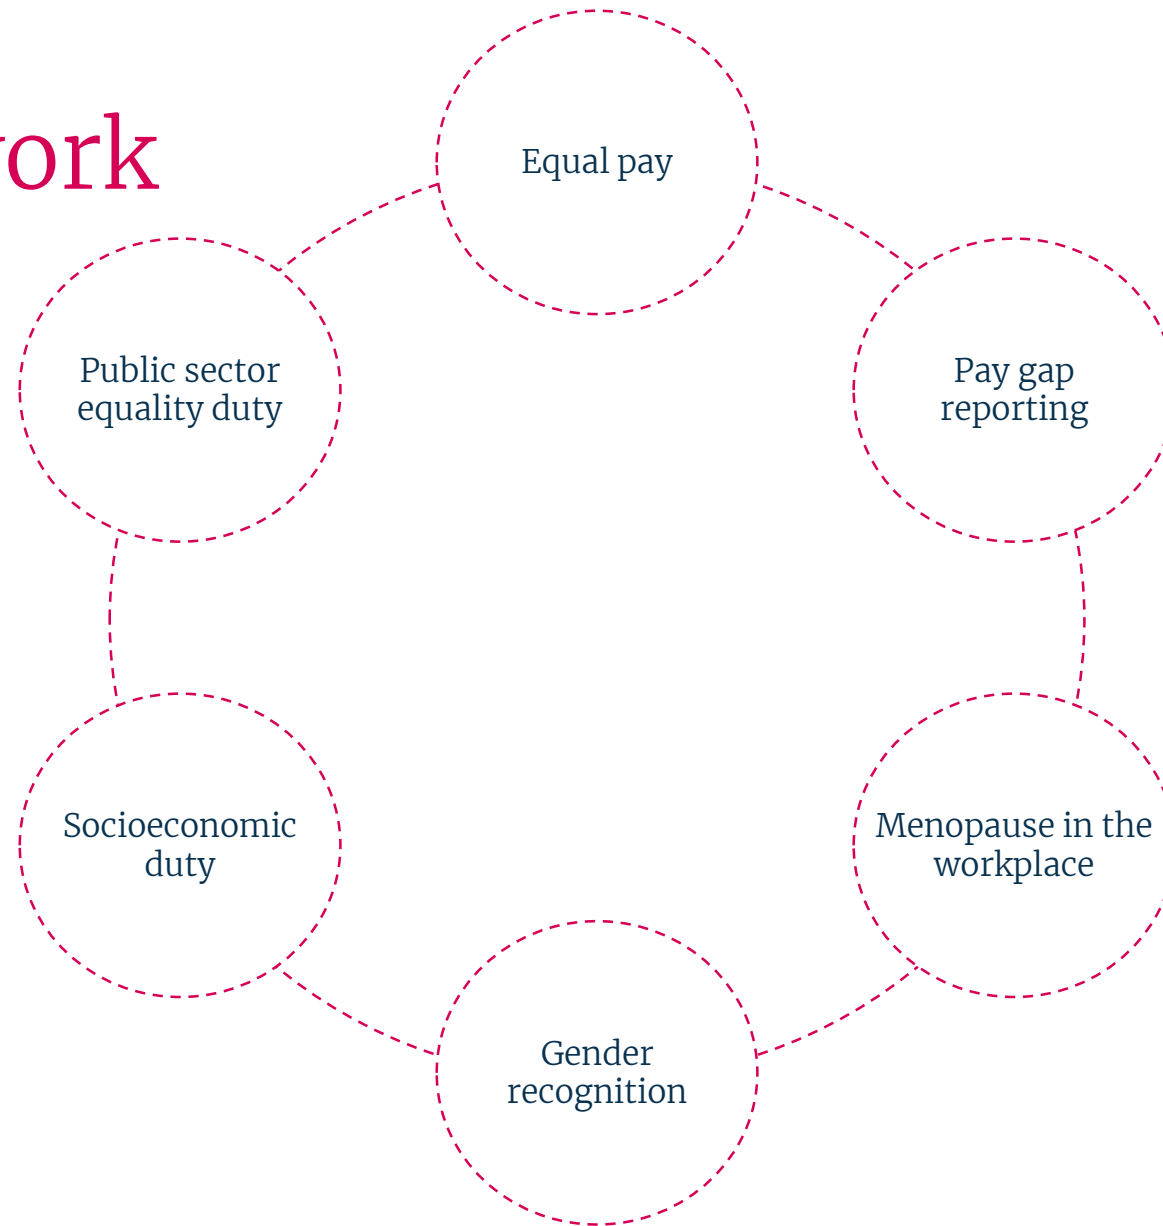 ork
Equal pay
Public sector
equality duty
Pay gap
reporting
Socioeconomic
duty
Menopause in the
workplace
Gender
recognition